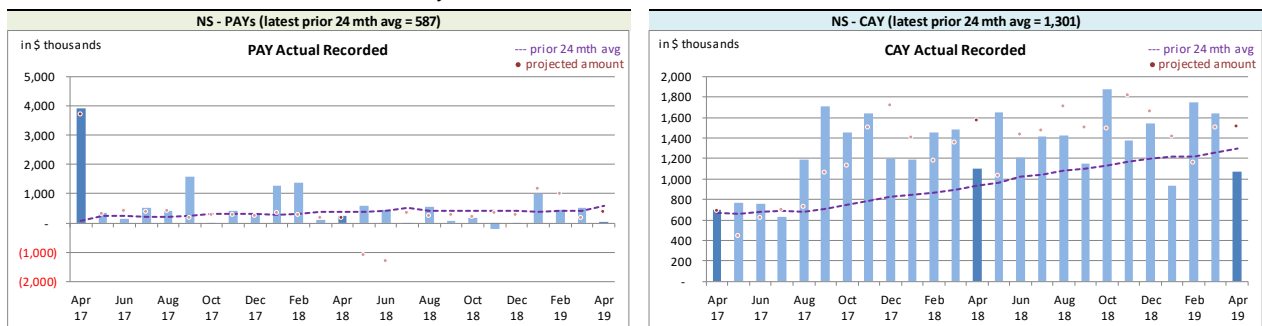 NS - PAYs (latest prior 24 mth avg = 587)
in $ thousands
PAY Actual Recorded
--- prior 24 mth avg
• projected amount
5,000
4,000
3,000
2,000
1,000
-
(1,000)
(2,000)
Apr Jun Aug Oct Dec Feb Apr Jun Aug Oct Dec Feb Apr
17 17 17 17 17 18 18 18 18 18 18 19 19
NS - CAY (latest prior 24 mth avg = 1,301)
in $ thousands
CAY Actual Recorded
--- prior 24 mth avg
• projected amount
2,000
1,800
1,600
1,400
1,200
1,000
800
600
400
200
-
Apr Jun Aug Oct Dec Feb Apr Jun Aug Oct Dec Feb Apr
17 17 17 17 17 18 18 18 18 18 18 19 19